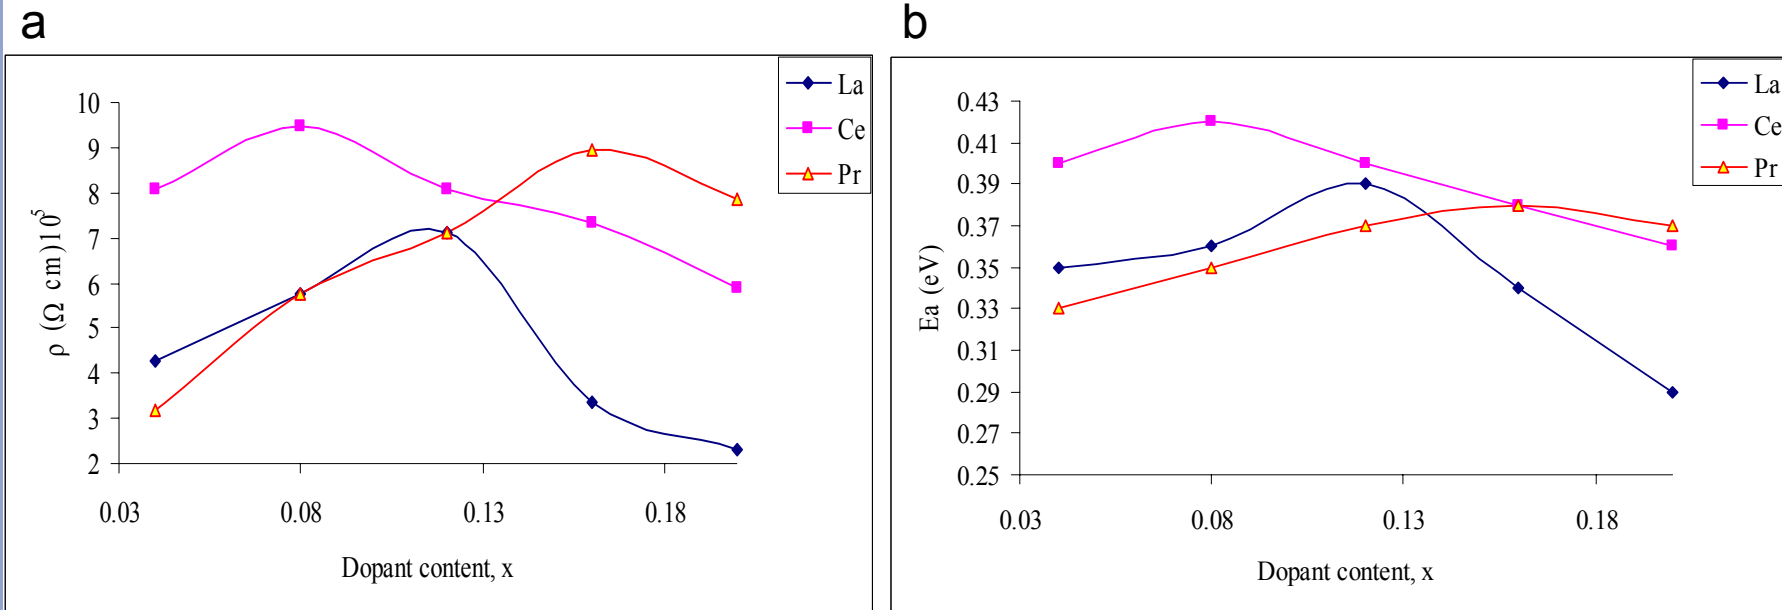 a
La
Ce
Pr
10
9
8
7
6
5
4
3
2
ρ (Ω cm)10⁵
0.03 0.08 0.13 0.18
Dopant content, x
b
La
Ce
Pr
0.43
0.41
0.39
0.37
0.35
0.33
0.31
0.29
0.27
0.25
Ea (eV)
0.03 0.08 0.13 0.18
Dopant content, x